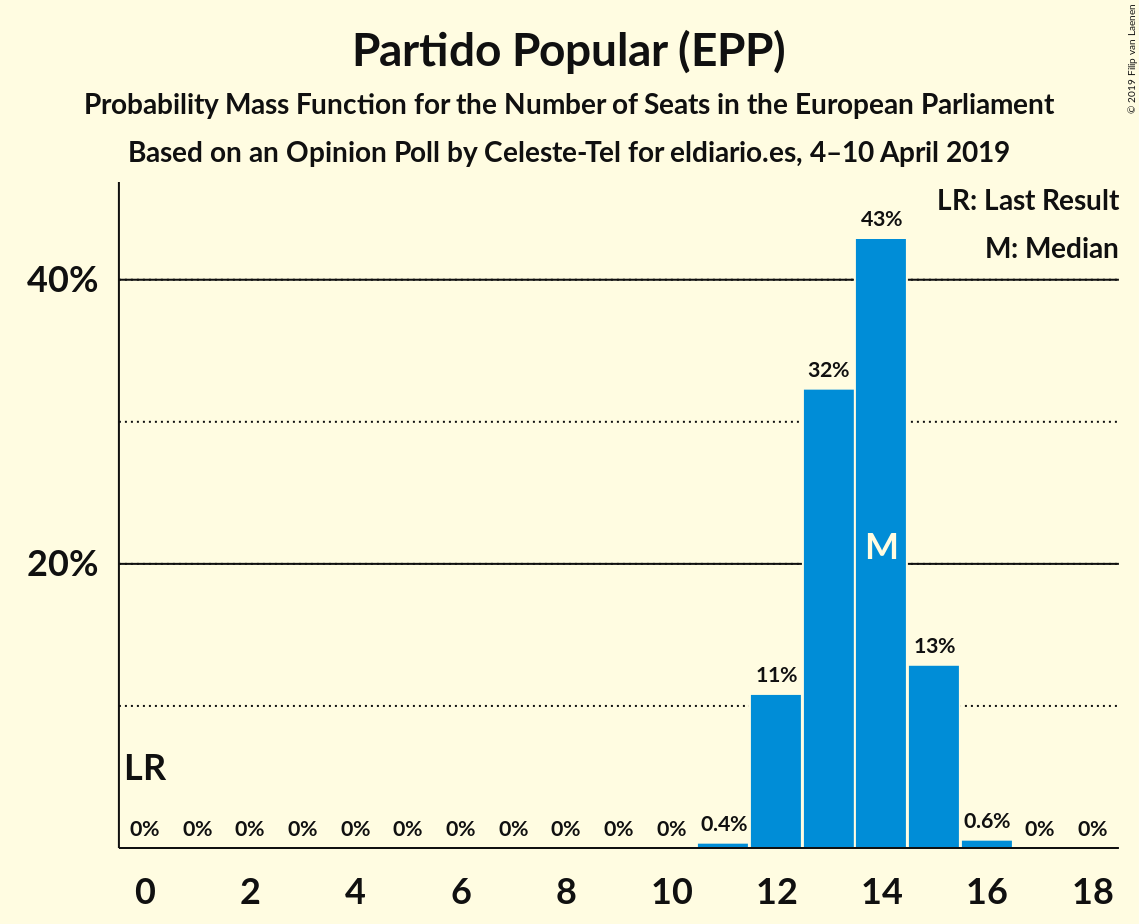 Partido Popular (EPP)
Probability Mass Function for the Number of Seats in the European Parliament
Based on an Opinion Poll by Celeste-Tel for eldiario.es, 4–10 April 2019
© 2019 Filip van Laenen
LR: Last Result
M: Median
40%
20%
43%
32%
M
13%
11%
LR
0% 0% 0% 0% 0% 0% 0% 0% 0% 0% 0% 0.4% 0.6% 0% 0%
0 2 4 6 8 10 12 14 16 18